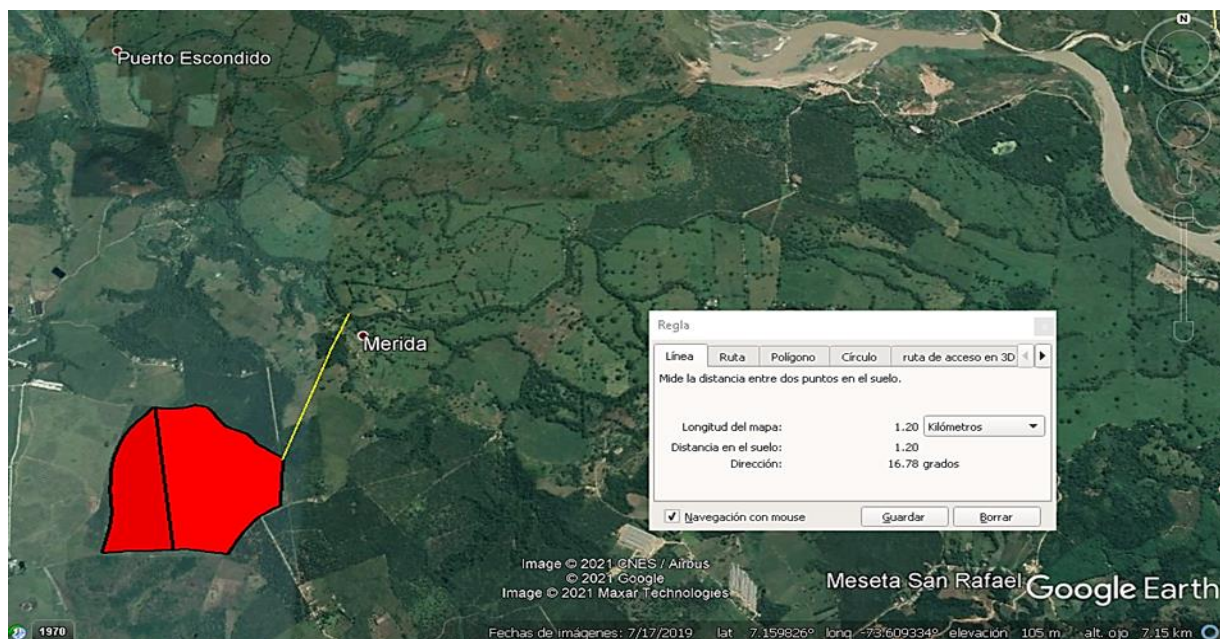 N
Puerto Escondido
Merida
Regla
Línea Ruta Polígono Círculo ruta de acceso en 3D
Mide la distancia entre dos puntos en el suelo.
Longitud del mapa: 1.20 Kilómetros
Distancia en el suelo: 1.20
Dirección: 16.78 grados
Navegación con mouse Guardar Borrar
Image © 2021 CNES / Airbus
© 2021 Google
Image © 2021 Maxar Technologies
Meseta San Rafael
Google Earth
1970
Fechas de imágenes: 7/17/2019 lat 7.159826° long -73.609334° elevación 105 m alt. ojo 7.15 km